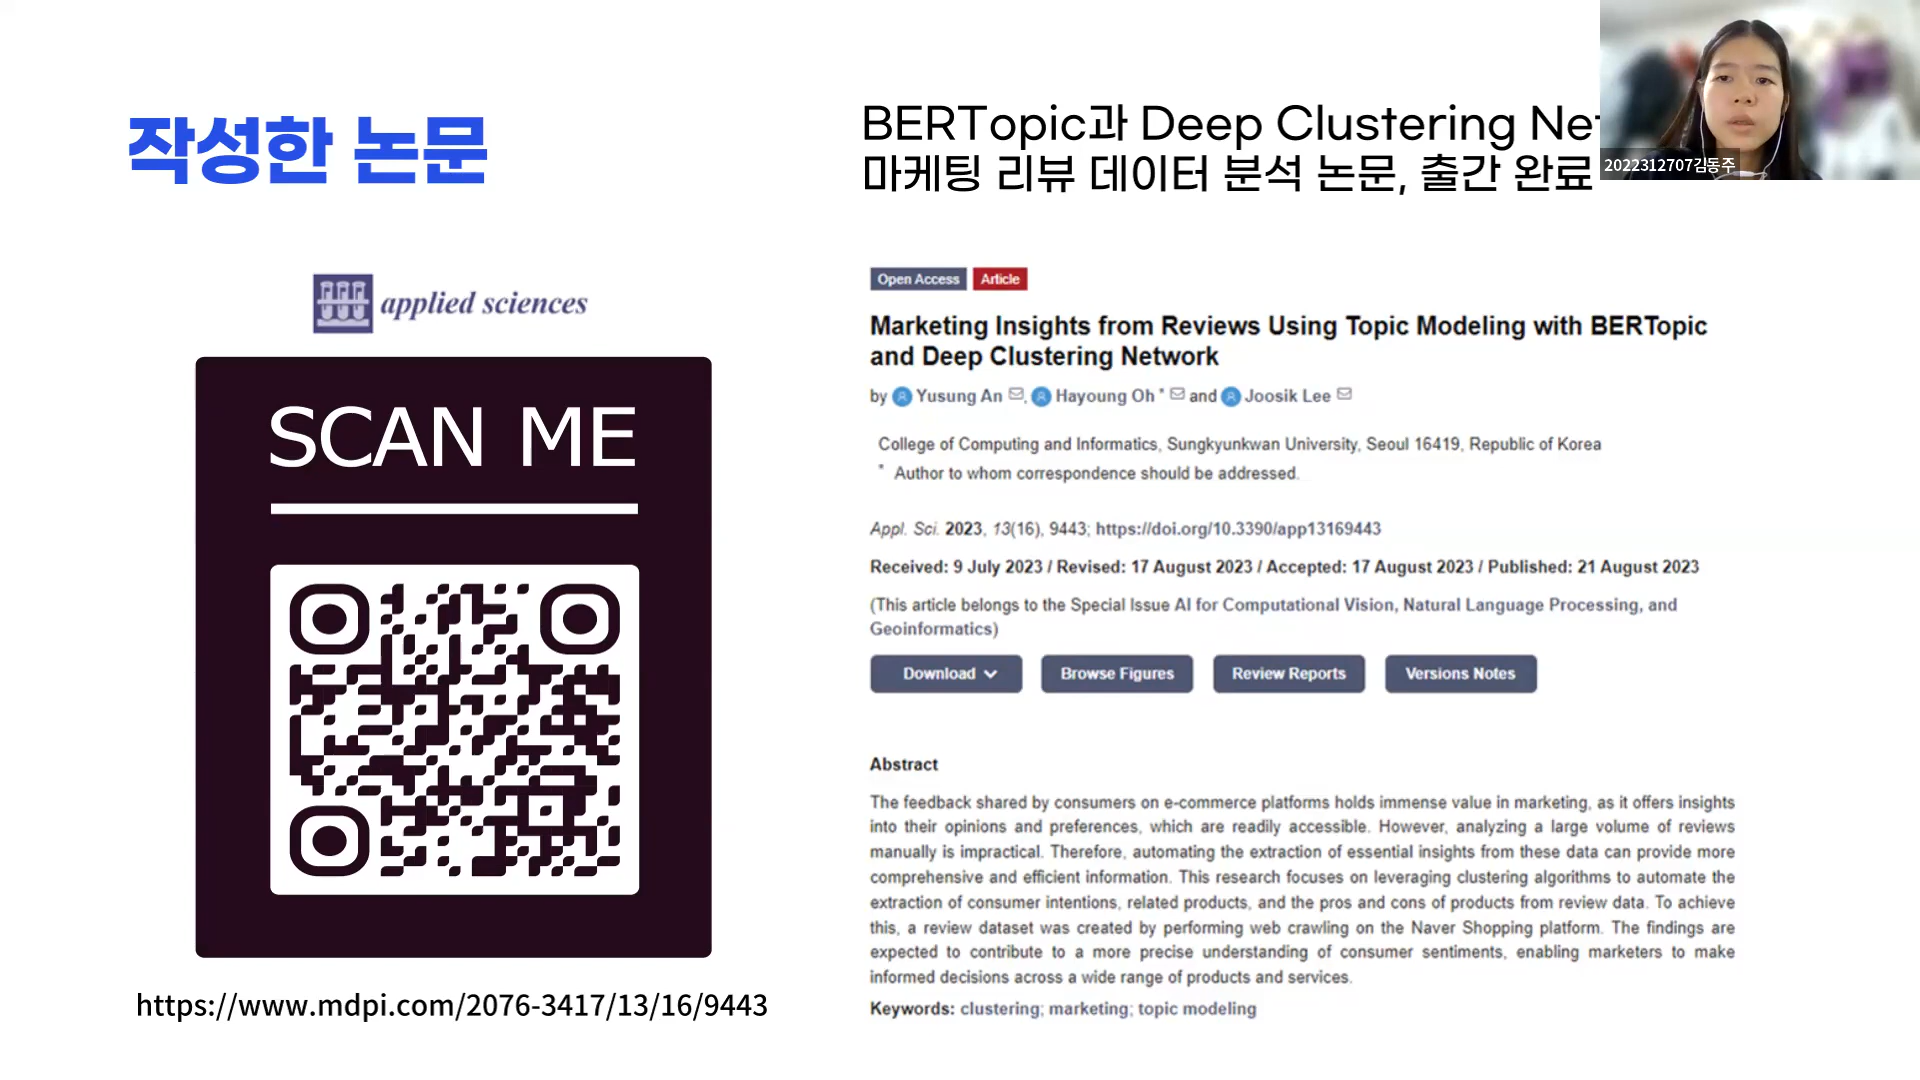 작성한 논문
BERTopic과 Deep Clustering
마케팅 리뷰 데이터 분석 논문, 출간 완료
2022312707김동주
applied sciences
SCAN ME
https://www.mdpi.com/2076-3417/13/16/9443
Open Access Article
Marketing Insights from Reviews Using Topic Modeling with BERTopic
and Deep Clustering Network
by Yusung An, Hayoung Oh * and Joosik Lee
College of Computing and Informatics, Sungkyunkwan University, Seoul 16419, Republic of Korea
* Author to whom correspondence should be addressed.
Appl. Sci. 2023, 13(16), 9443; https://doi.org/10.3390/app13169443
Received: 9 July 2023 / Revised: 17 August 2023 / Accepted: 17 August 2023 / Published: 21 August 2023
(This article belongs to the Special Issue AI for Computational Vision, Natural Language Processing, and
Geoinformatics)
Download Browse Figures Review Reports Versions Notes
Abstract
The feedback shared by consumers on e-commerce platforms holds immense value in marketing, as it offers insights
into their opinions and preferences, which are readily accessible. However, analyzing a large volume of reviews
manually is impractical. Therefore, automating the extraction of essential insights from these data can provide more
comprehensive and efficient information. This research focuses on leveraging clustering algorithms to automate the
extraction of consumer intentions, related products, and the pros and cons of products from review data. To achieve
this, a review dataset was created by performing web crawling on the Naver Shopping platform. The findings are
expected to contribute to a more precise understanding of consumer sentiments, enabling marketers to make
informed decisions across a wide range of products and services.
Keywords: clustering; marketing; topic modeling